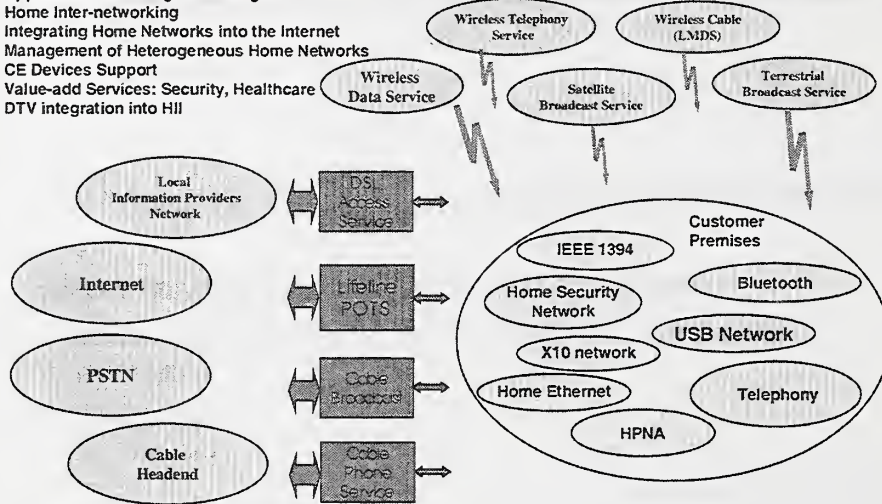 Home Inter-networking
Integrating Home Networks into the Internet
Management of Heterogeneous Home Networks
CE Devices Support
Value-add Services: Security, Healthcare
DTV integration into HII
Wireless Telephony
Service
Wireless Cable
(LMDS)
Wireless
Data Service
Satellite
Broadcast Service
Terrestrial
Broadcast Service
Local
Information Providers
Network
DSL
Access
Service
Internet
Lifeline
POTS
PSTN
Cable
Broadcast
Cable
Headend
Cable
Phone
Service
Customer
Premises
IEEE 1394
Bluetooth
Home Security
Network
USB Network
X10 network
Home Ethernet
Telephony
HPNA